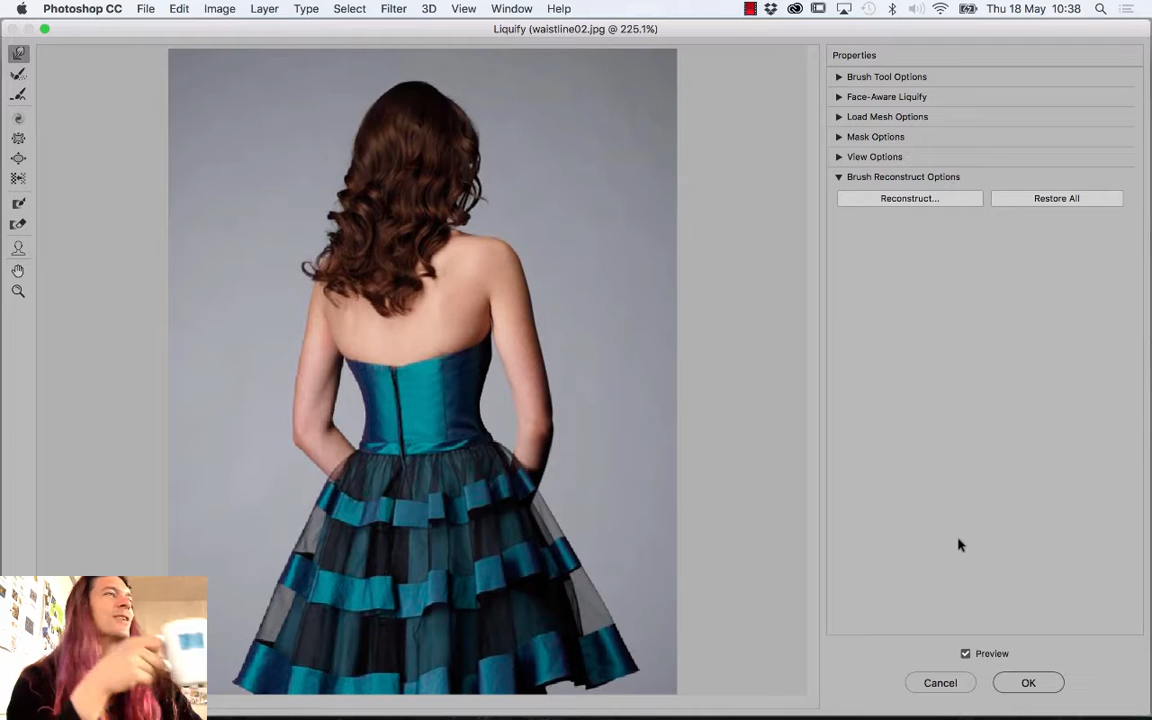 Photoshop CC File Edit Image Layer Type Select Filter 3D View Window Help Thu 18 May 10:38
Liquify (waistline02.jpg @ 225.1%)
Properties
Brush Tool Options
Face-Aware Liquify
Load Mesh Options
Mask Options
View Options
Brush Reconstruct Options
Reconstruct... Restore All
Preview
Cancel OK